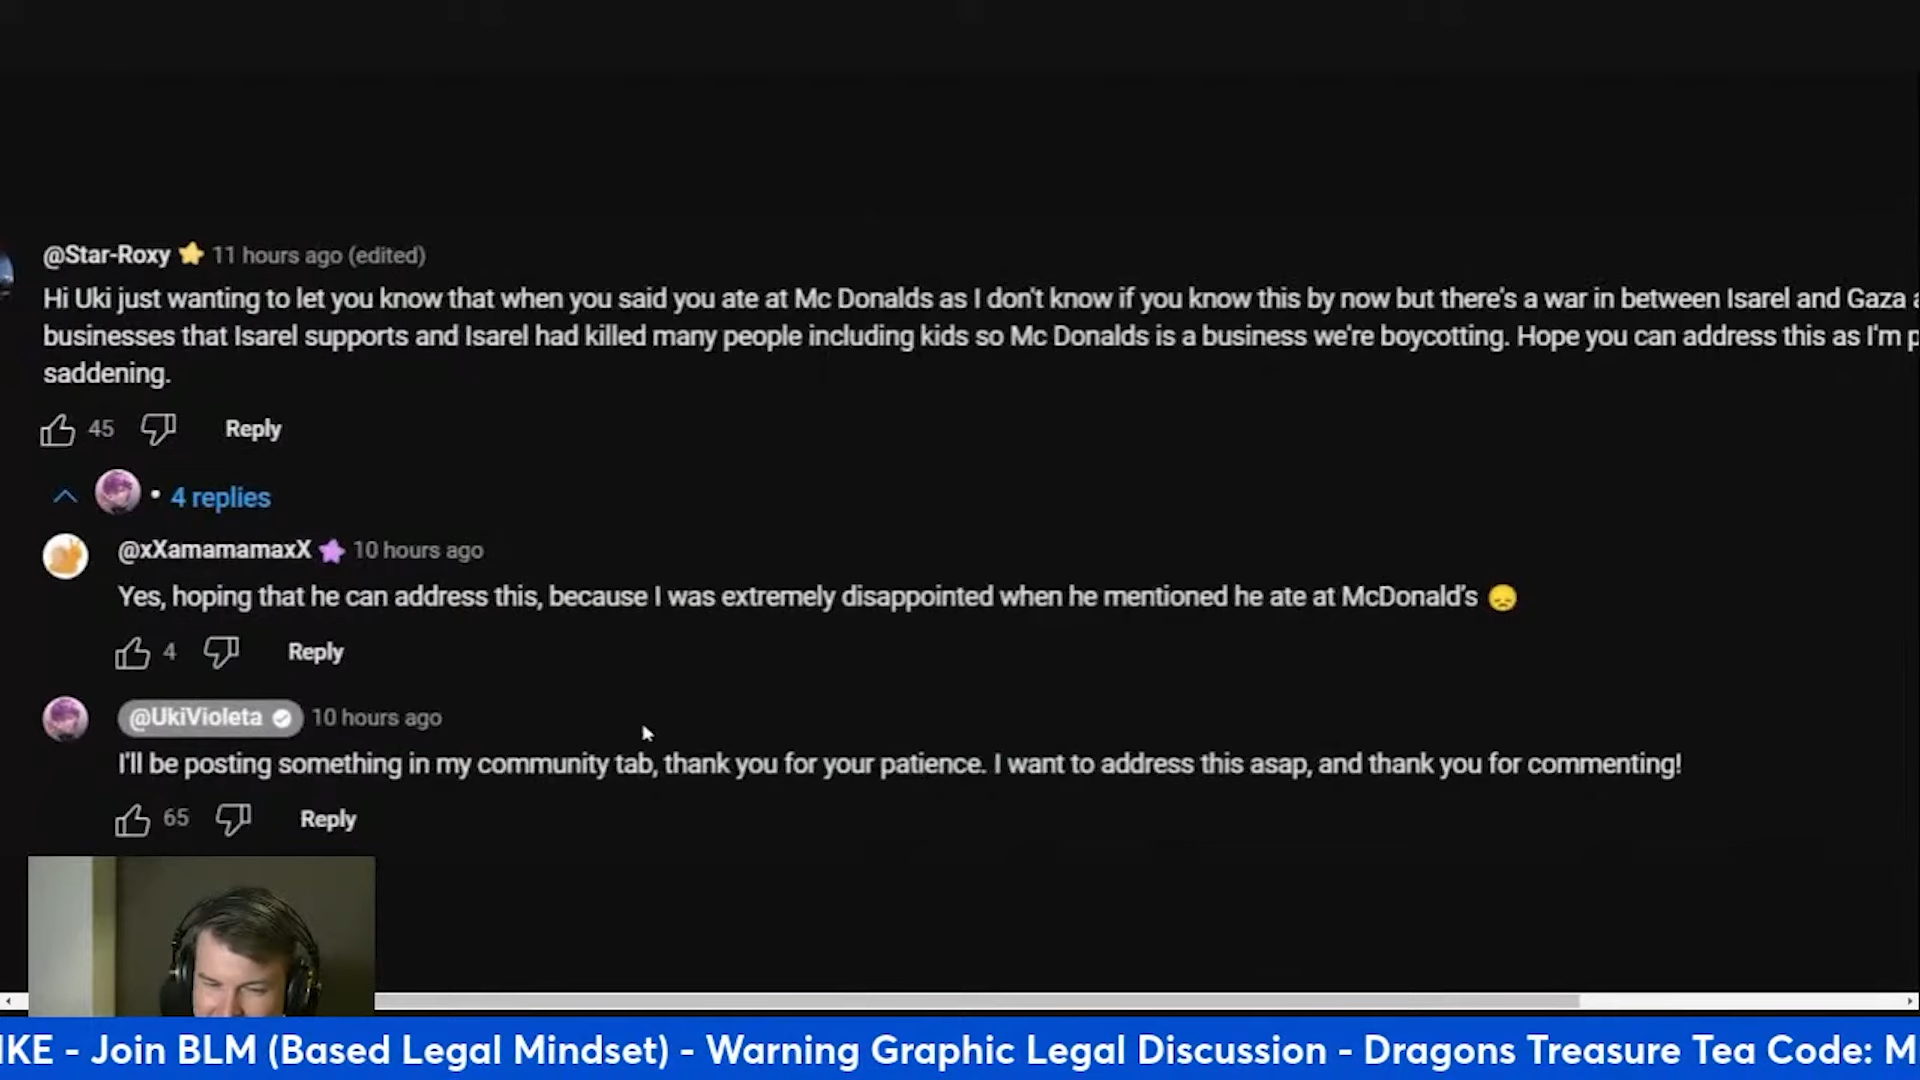 @Star-Roxy 11 hours ago (edited)
Hi Uki just wanting to let you know that when you said you ate at Mc Donalds as I don't know if you know this by now but there's a war in between Isarel and Gaza
businesses that Isarel supports and Isarel had killed many people including kids so Mc Donalds is a business we're boycotting. Hope you can address this as I'm
saddening.
45 Reply
• 4 replies
@xXamamamaxX 10 hours ago
Yes, hoping that he can address this, because I was extremely disappointed when he mentioned he ate at McDonald's 😞
4 Reply
@UkiVioleta 10 hours ago
I'll be posting something in my community tab, thank you for your patience. I want to address this asap, and thank you for commenting!
65 Reply
IKE - Join BLM (Based Legal Mindset) - Warning Graphic Legal Discussion - Dragons Treasure Tea Code: M